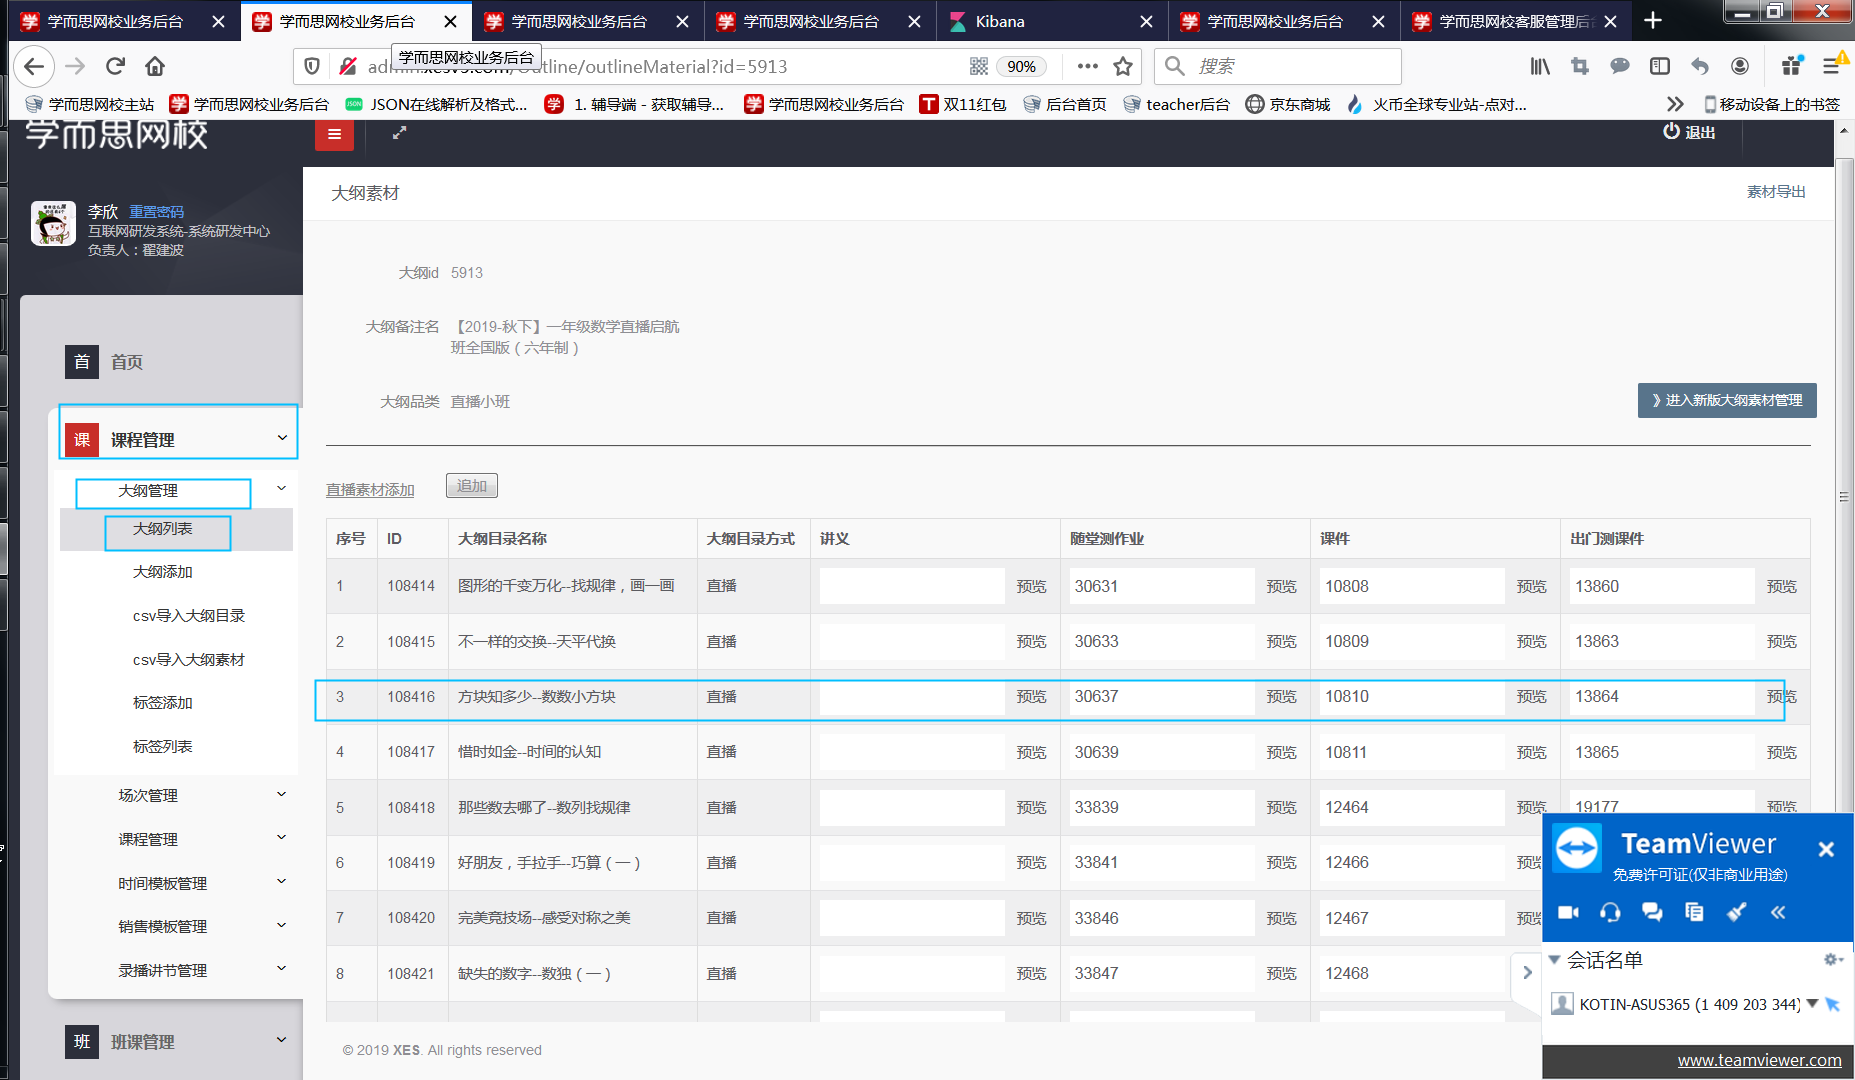 学而思网校业务后台
学而思网校业务后台
学而思网校业务后台
学而思网校业务后台
Kibana
学而思网校业务后台
学而思网校客服管理后
学而思网校业务后台
/outlineMaterial?id=5913
90%
搜索
学而思网校主站
学而思网校业务后台
JSON在线解析及格式...
1. 辅导端 - 获取辅导...
学而思网校业务后台
双11红包
后台首页
teacher后台
京东商城
火币全球专业站-点对...
移动设备上的书签
学而思网校
退出
李欣 重置密码
互联网研发系统-系统研发中心
负责人：翟建波
首 首页
课 课程管理
大纲管理
大纲列表
大纲添加
csv导入大纲目录
csv导入大纲素材
标签添加
标签列表
场次管理
课程管理
时间模板管理
销售模板管理
录播讲节管理
班 班课管理
大纲素材
素材导出
大纲id 5913
大纲备注名 【2019-秋下】一年级数学直播启航
班全国版（六年制）
大纲品类 直播小班
》进入新版大纲素材管理
直播素材添加 追加
序号 ID 大纲目录名称 大纲目录方式 讲义 随堂测作业 课件 出门测课件
1 108414 图形的千变万化--找规律，画一画 直播 预览 30631 预览 10808 预览 13860 预览
2 108415 不一样的交换--天平代换 直播 预览 30633 预览 10809 预览 13863 预览
3 108416 方块知多少--数数小方块 直播 预览 30637 预览 10810 预览 13864 预览
4 108417 惜时如金--时间的认知 直播 预览 30639 预览 10811 预览 13865 预览
5 108418 那些数去哪了--数列找规律 直播 预览 33839 预览 12464 预览 19177 预览
6 108419 好朋友，手拉手--巧算（一） 直播 预览 33841 预览 12466 预览
7 108420 完美竞技场--感受对称之美 直播 预览 33846 预览 12467 预览
8 108421 缺失的数字--数独（一） 直播 预览 33847 预览 12468
© 2019 XES. All rights reserved
TeamViewer
免费许可证(仅非商业用途)
会话名单
KOTIN-ASUS365 (1 409 203 344)
www.teamviewer.com